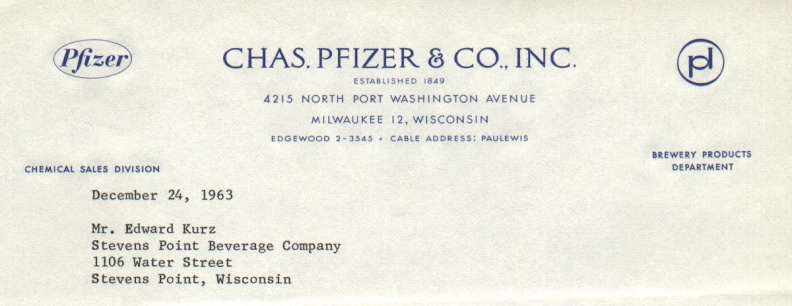 Pfizer
CHAS. PFIZER & CO., INC.
ESTABLISHED 1849
4215 NORTH PORT WASHINGTON AVENUE
MILWAUKEE 12, WISCONSIN
EDGEWOOD 2-3545 • CABLE ADDRESS: PAULEWIS
pl
CHEMICAL SALES DIVISION
BREWERY PRODUCTS
DEPARTMENT
December 24, 1963
Mr. Edward Kurz
Stevens Point Beverage Company
1106 Water Street
Stevens Point, Wisconsin